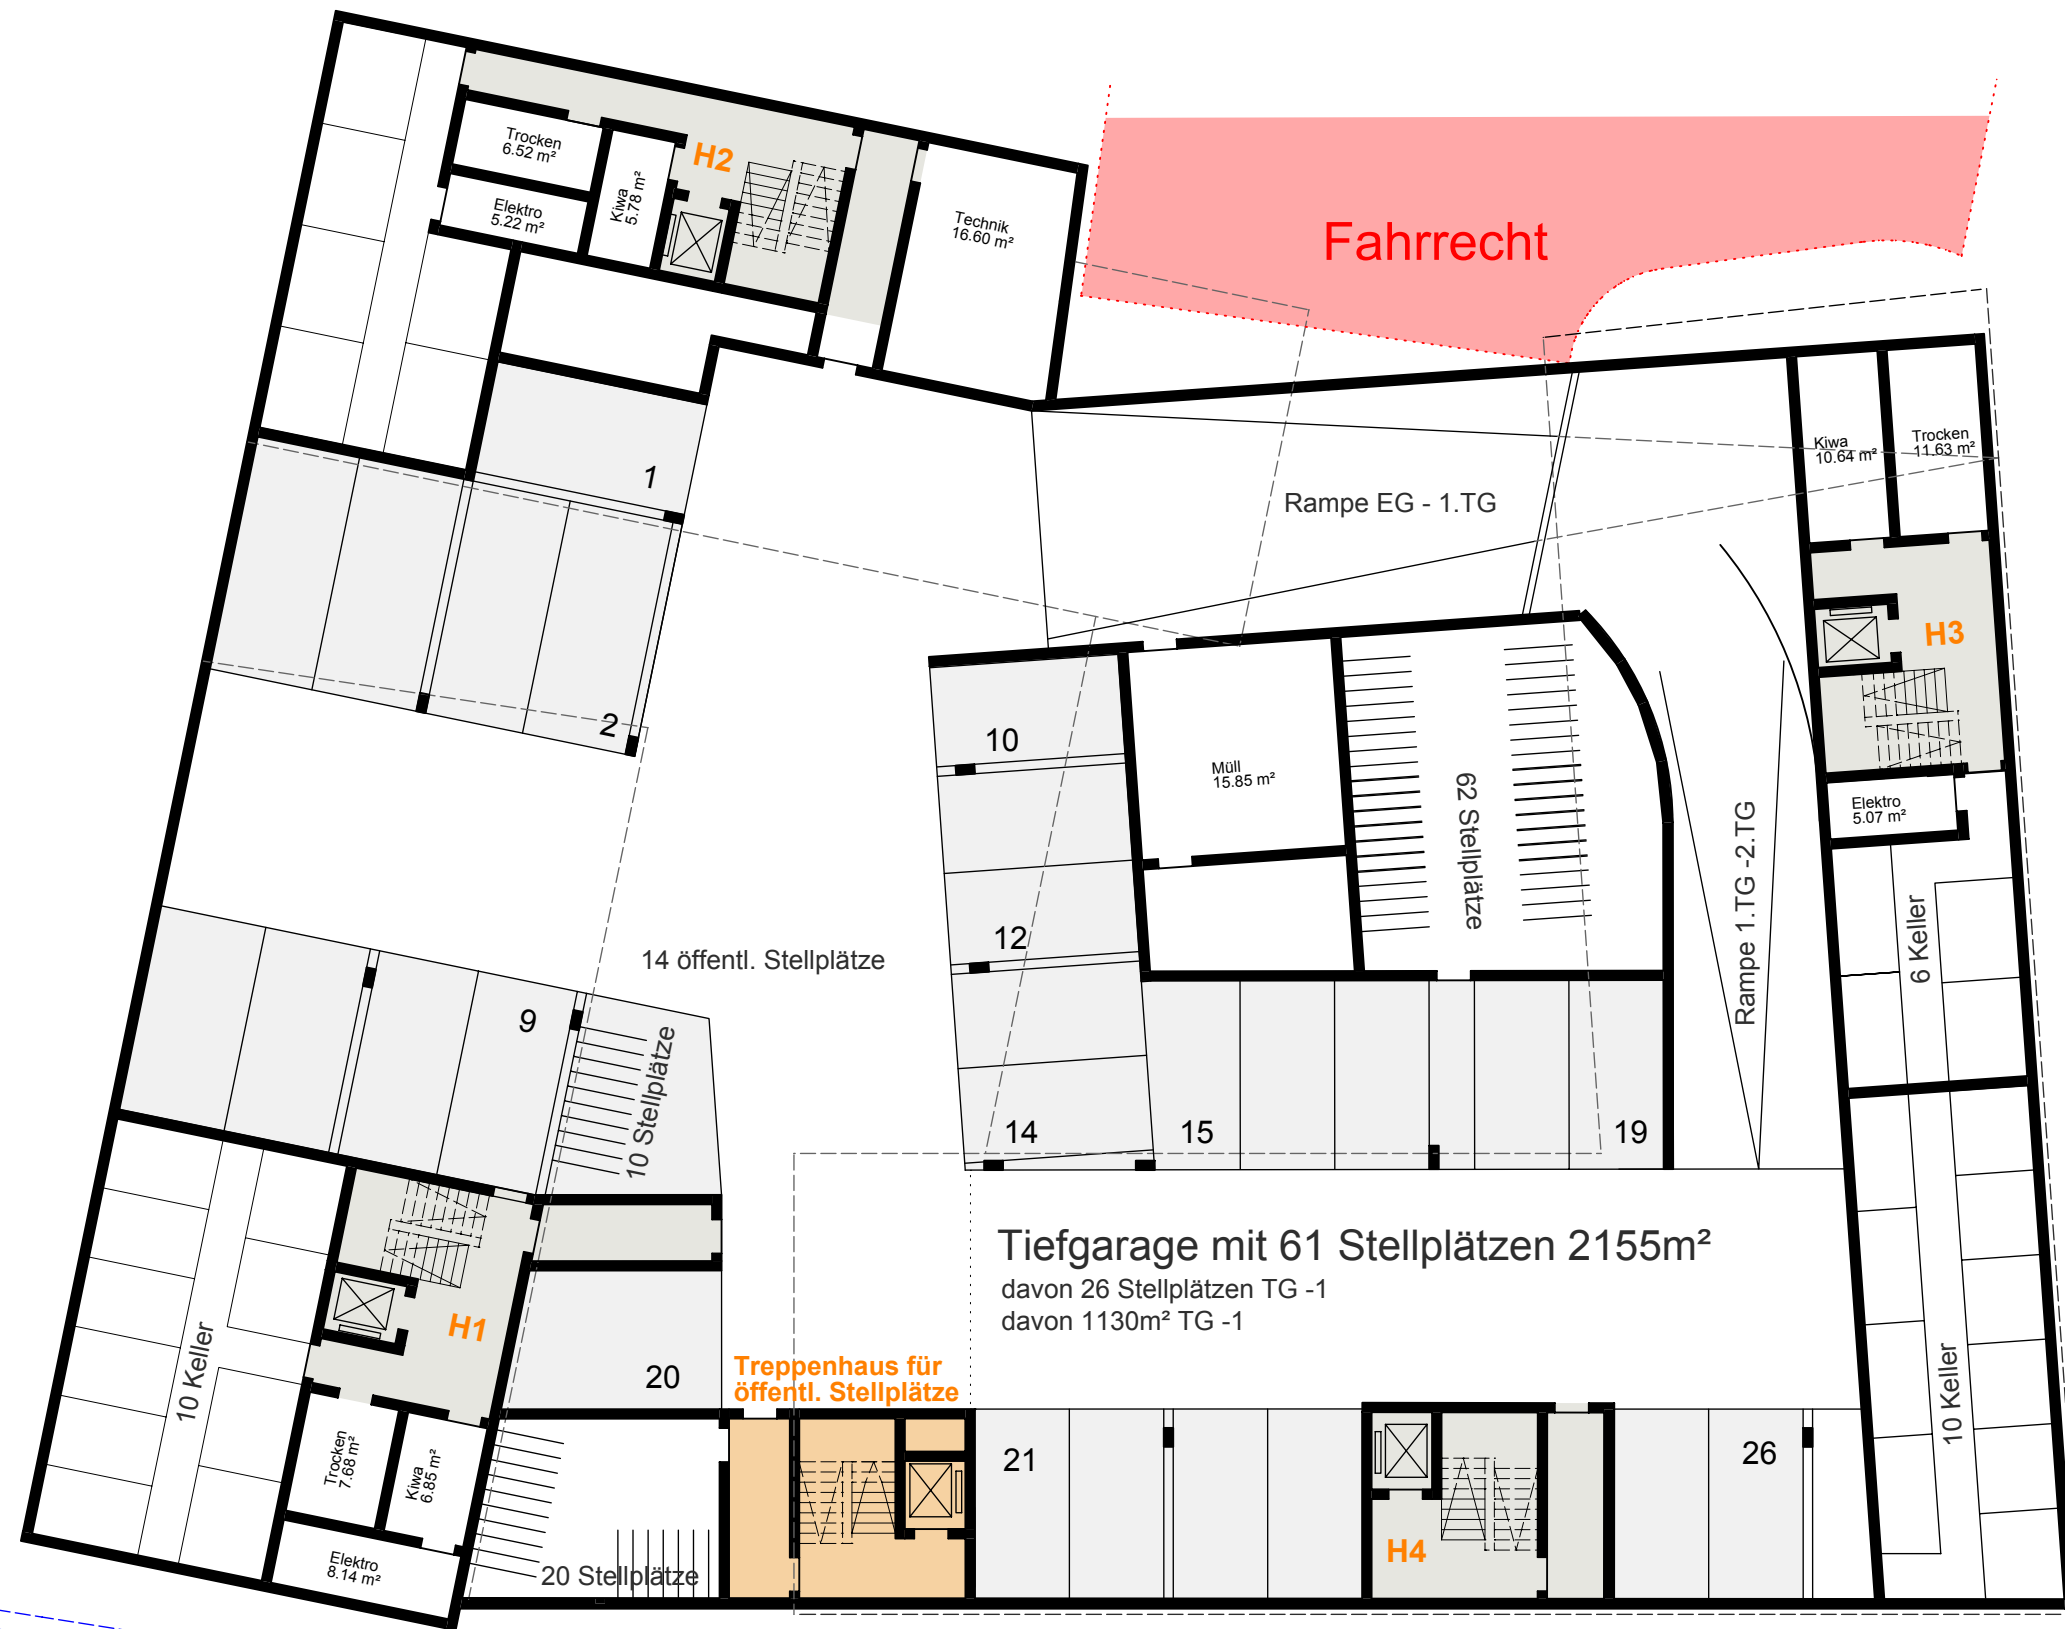 Trocken
6.52 m²
H2
Kiwa
5.78 m²
Elektro
5.22 m²
Technik
16.60 m²
Fahrrecht
1
Rampe EG - 1.TG
Kiwa
10.64 m²
Trocken
11.63 m²
H3
2
10
Müll
15.85 m²
62 Stellplätze
Rampe 1.TG -2.TG
Elektro
5.07 m²
6 Keller
12
14 öffentl. Stellplätze
9
10 Stellplätze
14
15
19
Tiefgarage mit 61 Stellplätzen 2155m²
davon 26 Stellplätzen TG -1
davon 1130m² TG -1
H1
10 Keller
20
Treppenhaus für
öffentl. Stellplätze
10 Keller
21
26
Trocken
7.68 m²
Kiwa
6.85 m²
H4
Elektro
8.14 m²
20 Stellplätze